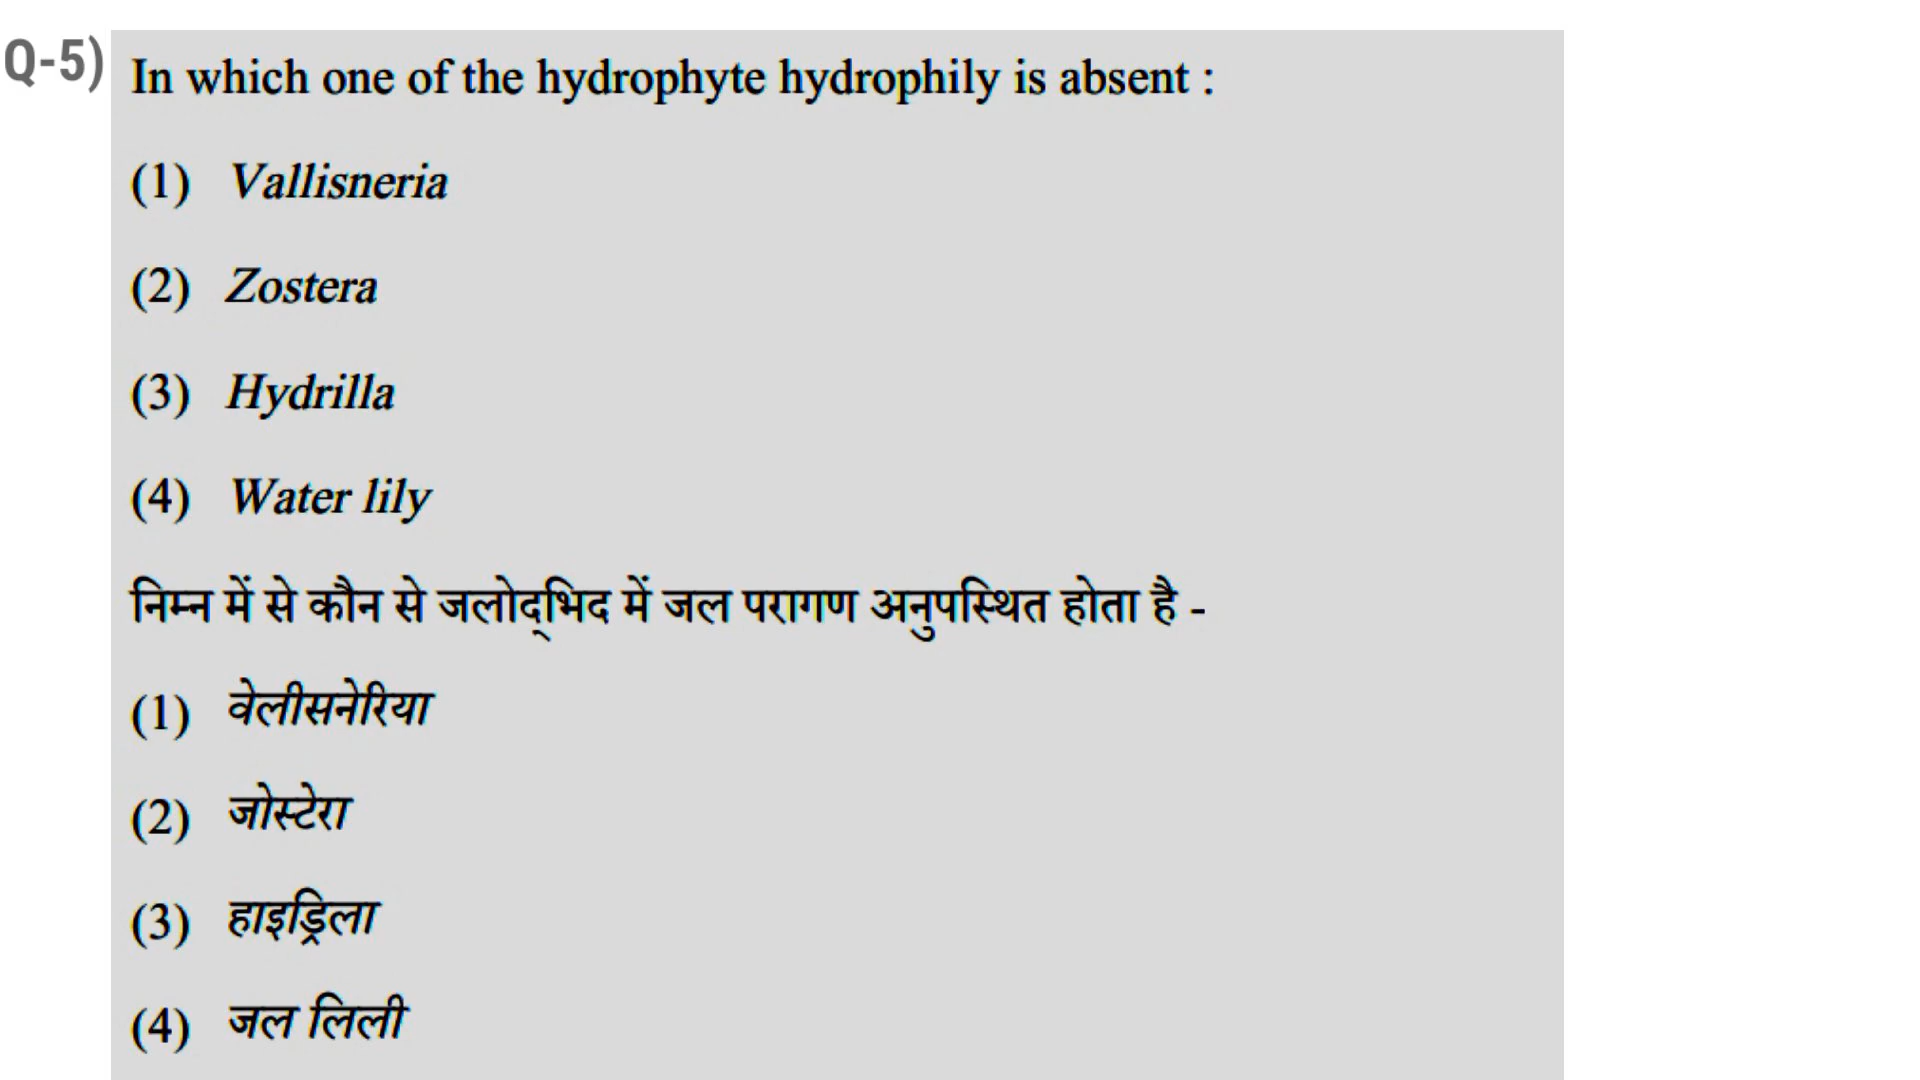 Q-5) In which one of the hydrophyte hydrophily is absent :
(1) Vallisneria
(2) Zostera
(3) Hydrilla
(4) Water lily
निम्न में से कौन से जलोद्‌भिद में जल परागण अनुपस्थित होता है -
(1) वेलीसनेरिया
(2) जोस्टेरा
(3) हाइड्रिला
(4) जल लिली